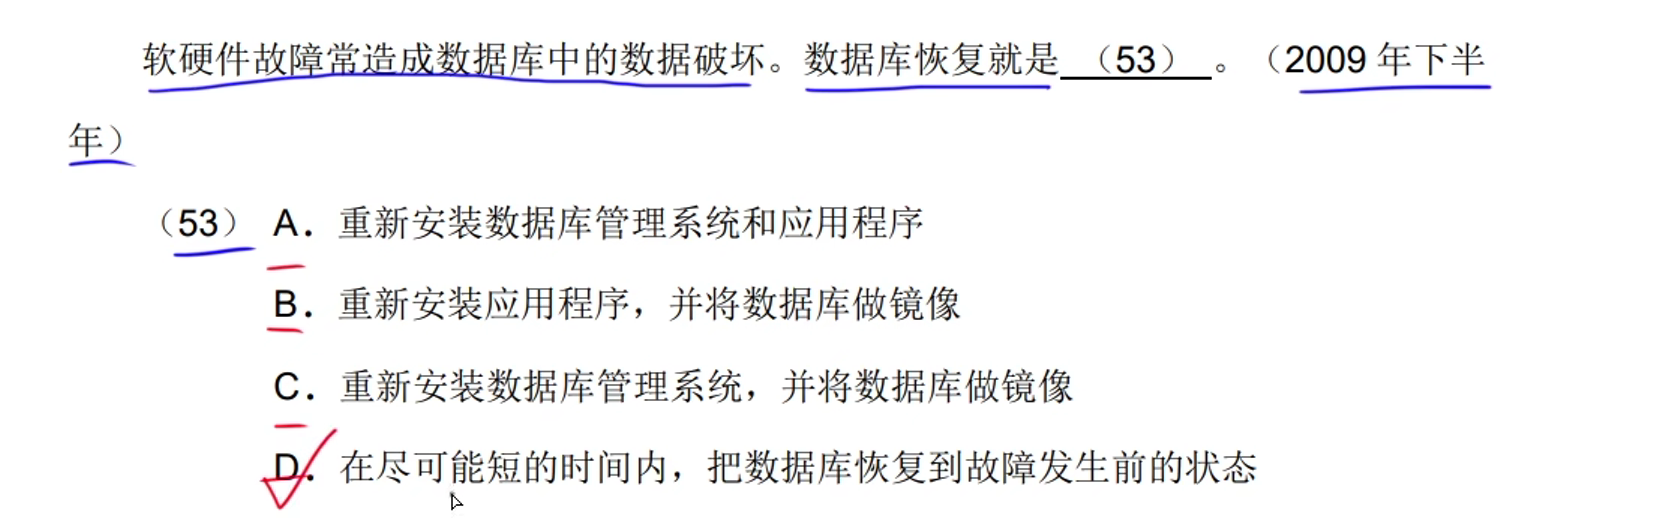 软硬件故障常造成数据库中的数据破坏。数据库恢复就是（53）。（2009 年下半
年）
（53） A．重新安装数据库管理系统和应用程序
B．重新安装应用程序，并将数据库做镜像
C．重新安装数据库管理系统，并将数据库做镜像
D．在尽可能短的时间内，把数据库恢复到故障发生前的状态